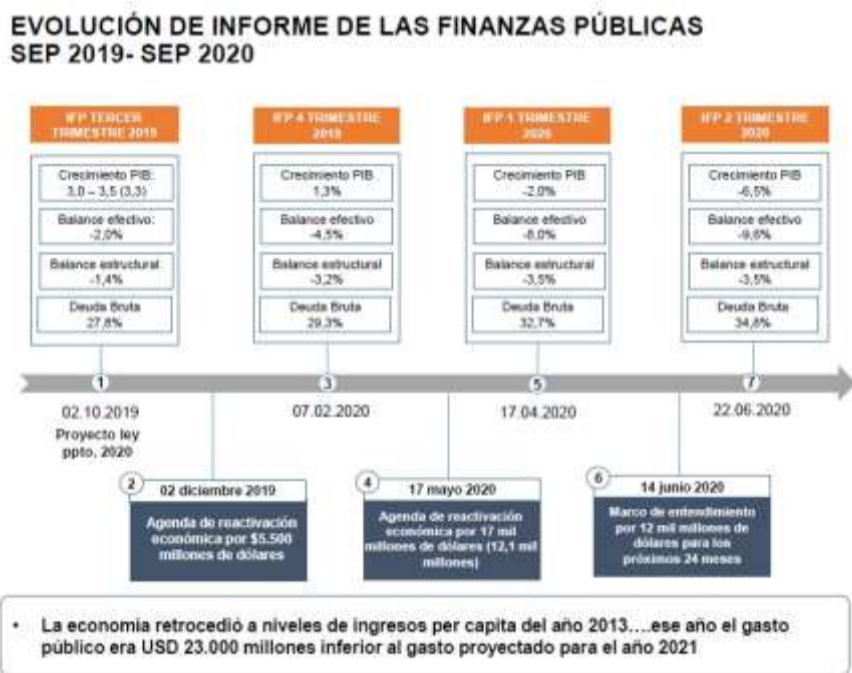 EVOLUCIÓN DE INFORME DE LAS FINANZAS PÚBLICAS
SEP 2019- SEP 2020
IFP TERCER
TRIMESTRE 2019
Crecimiento PIB:
3,0 – 3,5 (3,3)
Balance efectivo:
-2,0%
Balance estructural
-1,4%
Deuda Bruta
27,8%
IFP 4 TRIMESTRE
2019
Crecimiento PIB
1,3%
Balance efectivo
-4,5%
Balance estructural
-3,2%
Deuda Bruta
29,3%
IFP 1 TRIMESTRE
2020
Crecimiento PIB
-2,0%
Balance efectivo
-8,0%
Balance estructural
-3,5%
Deuda Bruta
32,7%
IFP 2 TRIMESTRE
2020
Crecimiento PIB
-6,5%
Balance efectivo
-9,6%
Balance estructural
-3,5%
Deuda Bruta
34,8%
1
3
5
7
02.10.2019
Proyecto ley
ppto. 2020
07.02.2020
17.04.2020
22.06.2020
2
02 diciembre 2019
Agenda de reactivación
económica por $5.500
millones de dólares
4
17 mayo 2020
Agenda de reactivación
económica por 17 mil
millones de dólares (12,1 mil
millones)
6
14 junio 2020
Marco de entendimiento
por 12 mil millones de
dólares para los
próximos 24 meses
• La economía retrocedió a niveles de ingresos per capita del año 2013....ese año el gasto
público era USD 23.000 millones inferior al gasto proyectado para el año 2021